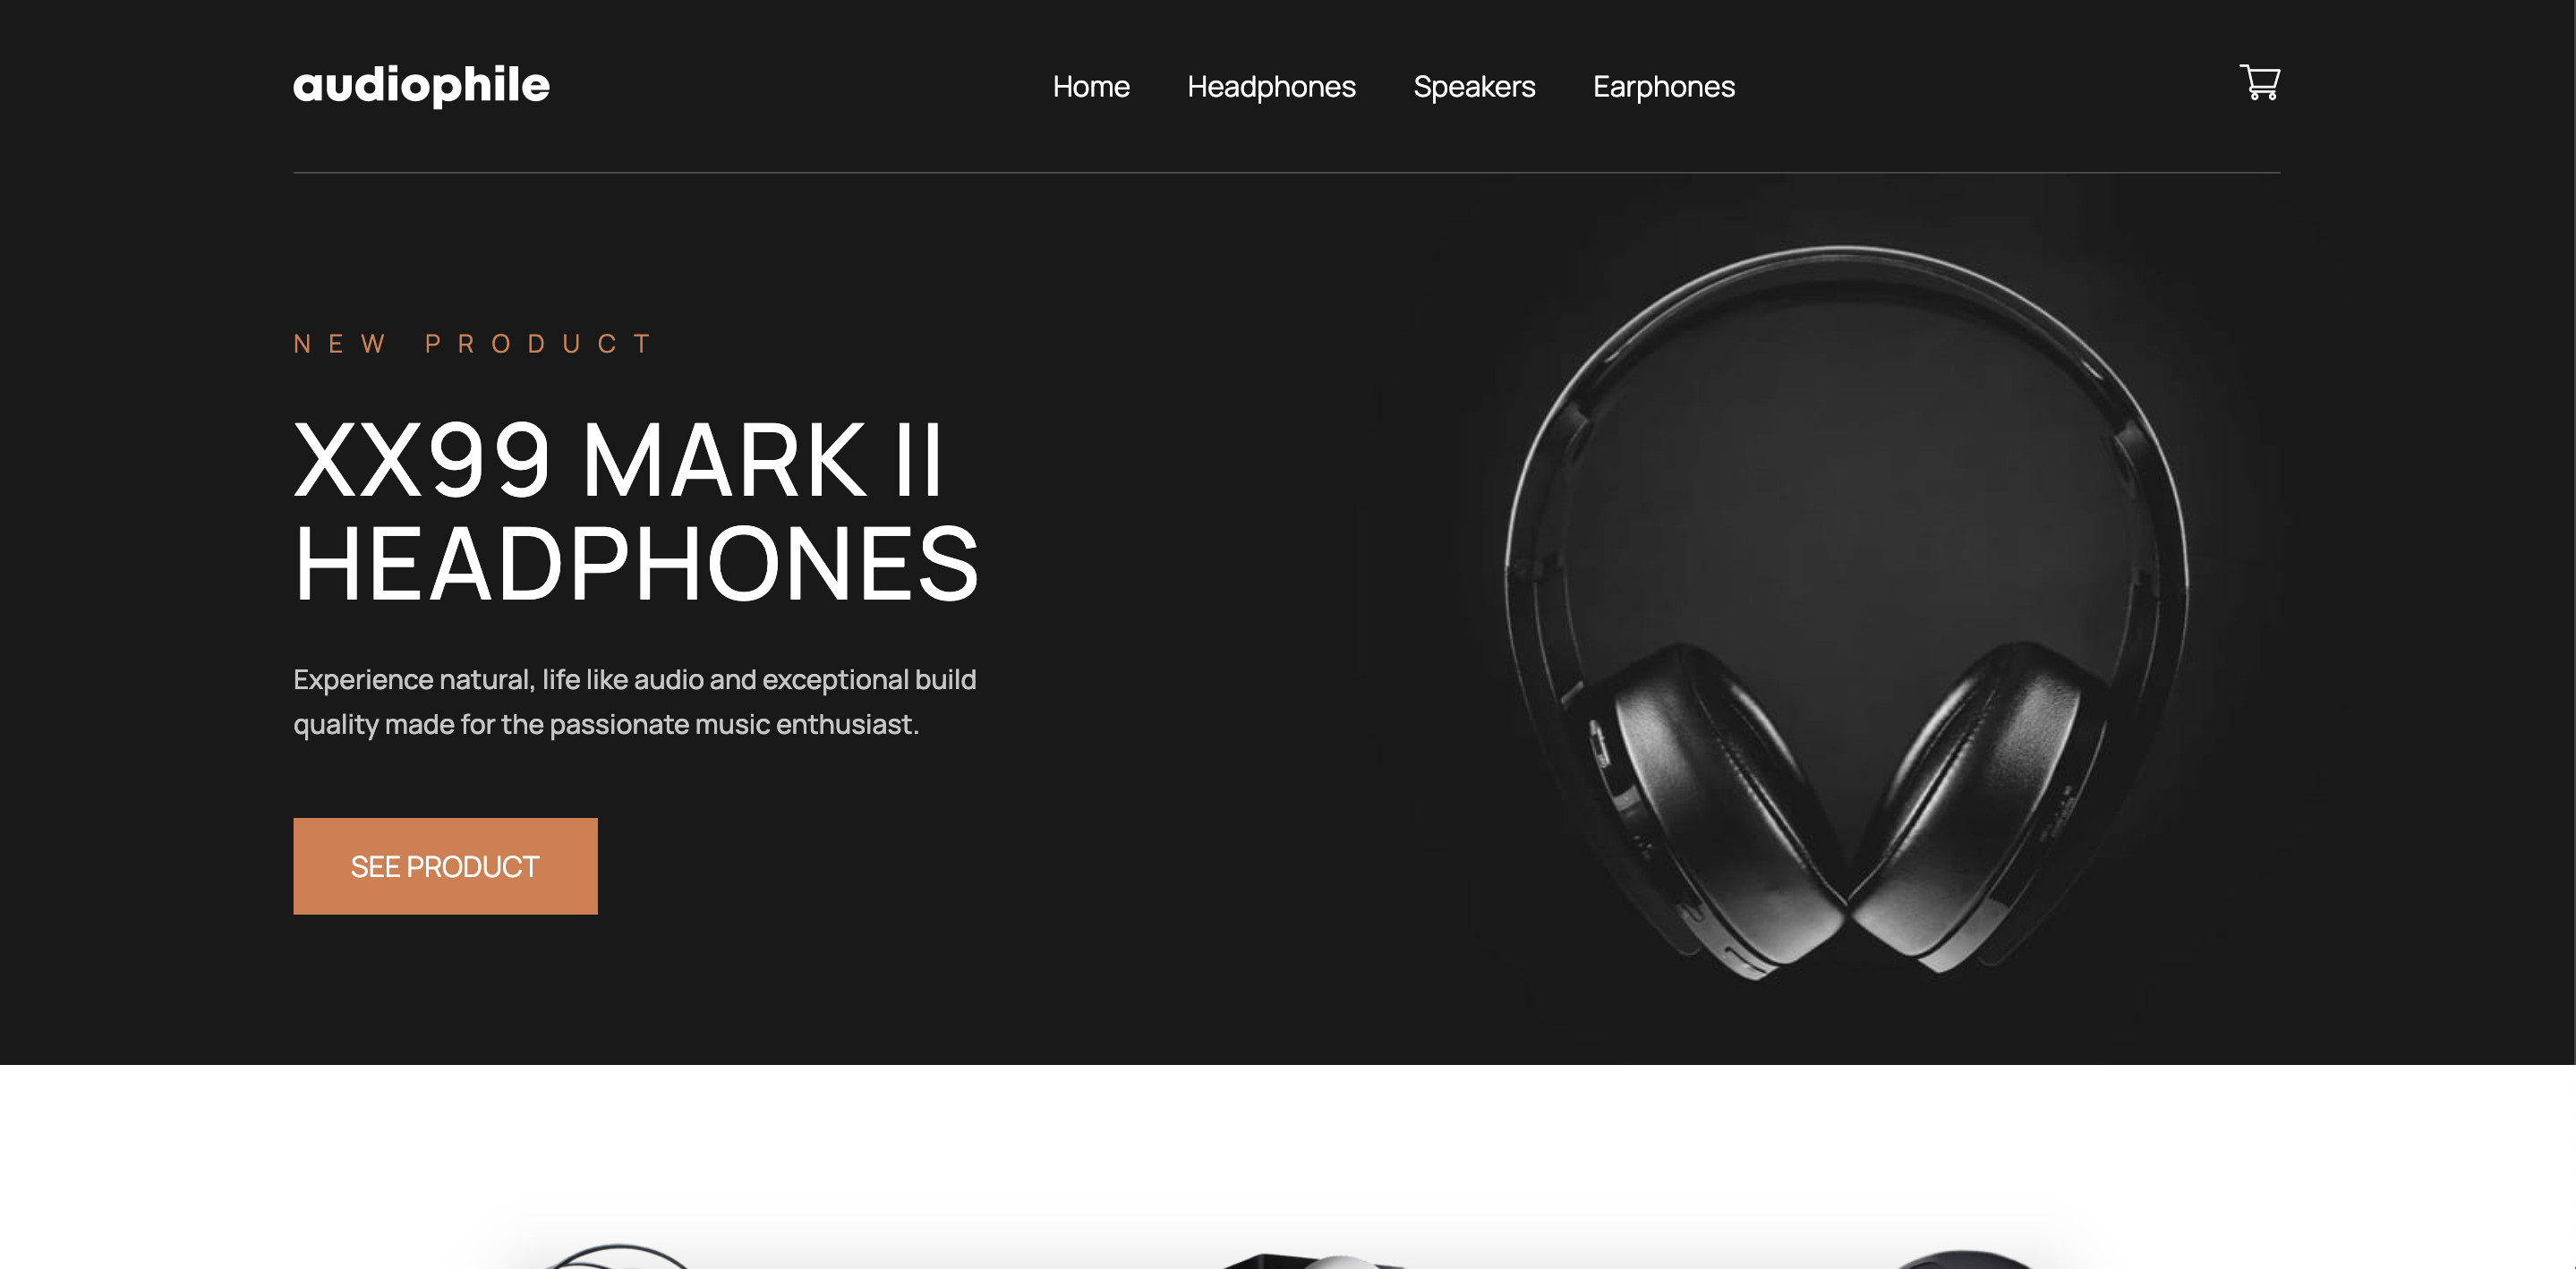 audiophile
Home Headphones Speakers Earphones
NEW PRODUCT
XX99 MARK II
HEADPHONES
Experience natural, life like audio and exceptional build
quality made for the passionate music enthusiast.
SEE PRODUCT